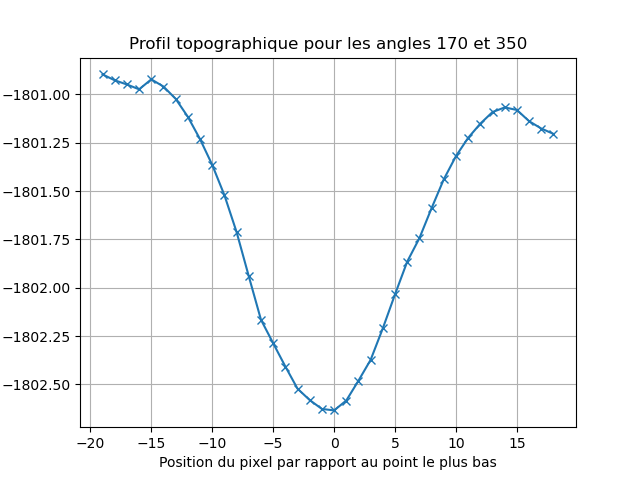 Profil topographique pour les angles 170 et 350
−1801.00
−1801.25
−1801.50
−1801.75
−1802.00
−1802.25
−1802.50
−20 −15 −10 −5 0 5 10 15
Position du pixel par rapport au point le plus bas